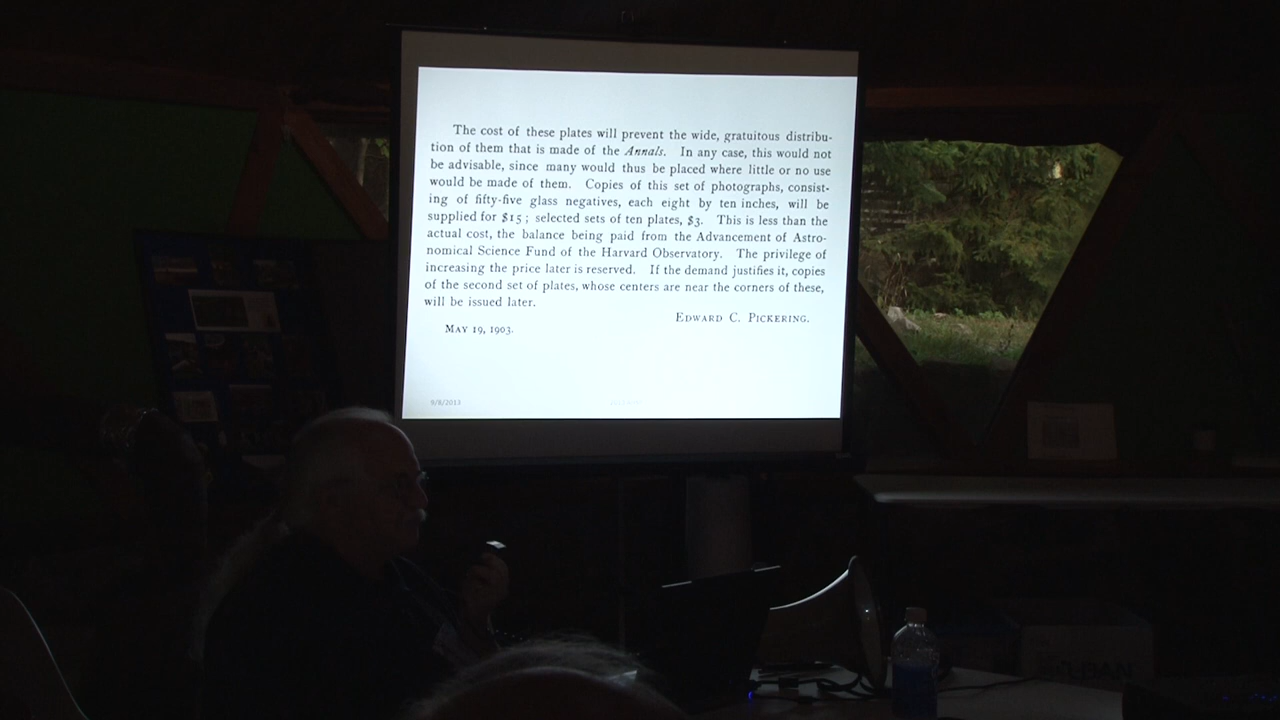 The cost of these plates will prevent the wide, gratuitous distribu-
tion of them that is made of the Annals. In any case, this would not
be advisable, since many would thus be placed where little or no use
would be made of them. Copies of this set of photographs, consist-
ing of fifty-five glass negatives, each eight by ten inches, will be
supplied for $15; selected sets of ten plates, $3. This is less than the
actual cost, the balance being paid from the Advancement of Astro-
nomical Science Fund of the Harvard Observatory. The privilege of
increasing the price later is reserved. If the demand justifies it, copies
of the second set of plates, whose centers are near the corners of these,
will be issued later.
EDWARD C. PICKERING.
MAY 19, 1903.
9/8/2013